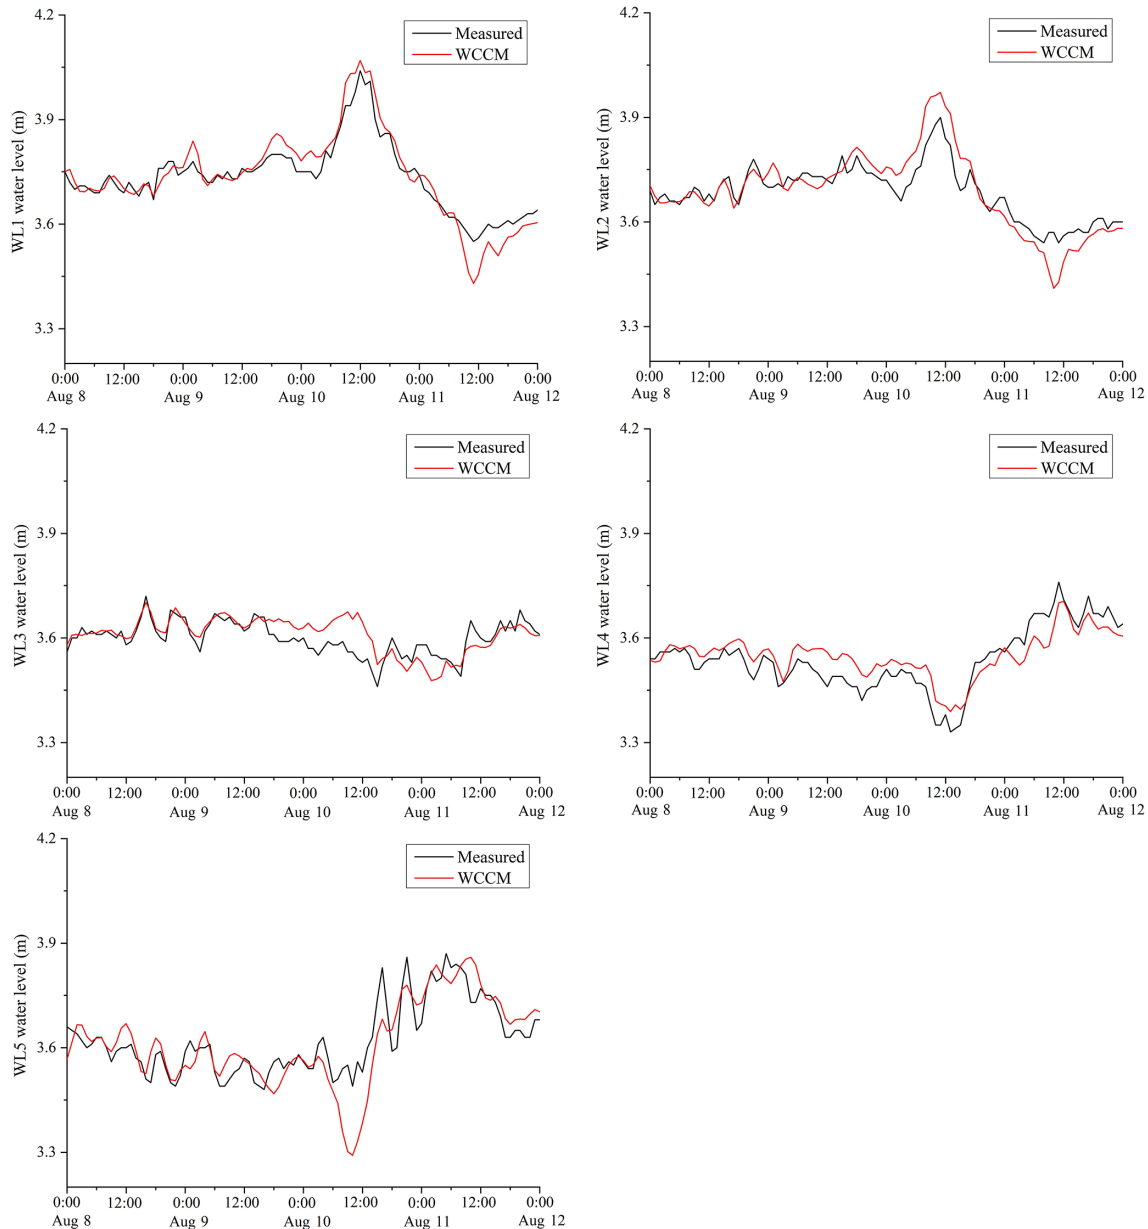 4.2
3.9
3.6
3.3
WL1 water level (m)
Measured
WCCM
0:00 12:00 0:00 12:00 0:00 12:00 0:00 12:00 0:00
Aug 8 Aug 9 Aug 10 Aug 11 Aug 12
4.2
3.9
3.6
3.3
WL2 water level (m)
Measured
WCCM
0:00 12:00 0:00 12:00 0:00 12:00 0:00 12:00 0:00
Aug 8 Aug 9 Aug 10 Aug 11 Aug 12
4.2
3.9
3.6
3.3
WL3 water level (m)
Measured
WCCM
0:00 12:00 0:00 12:00 0:00 12:00 0:00 12:00 0:00
Aug 8 Aug 9 Aug 10 Aug 11 Aug 12
4.2
3.9
3.6
3.3
WL4 water level (m)
Measured
WCCM
0:00 12:00 0:00 12:00 0:00 12:00 0:00 12:00 0:00
Aug 8 Aug 9 Aug 10 Aug 11 Aug 12
4.2
3.9
3.6
3.3
WL5 water level (m)
Measured
WCCM
0:00 12:00 0:00 12:00 0:00 12:00 0:00 12:00 0:00
Aug 8 Aug 9 Aug 10 Aug 11 Aug 12